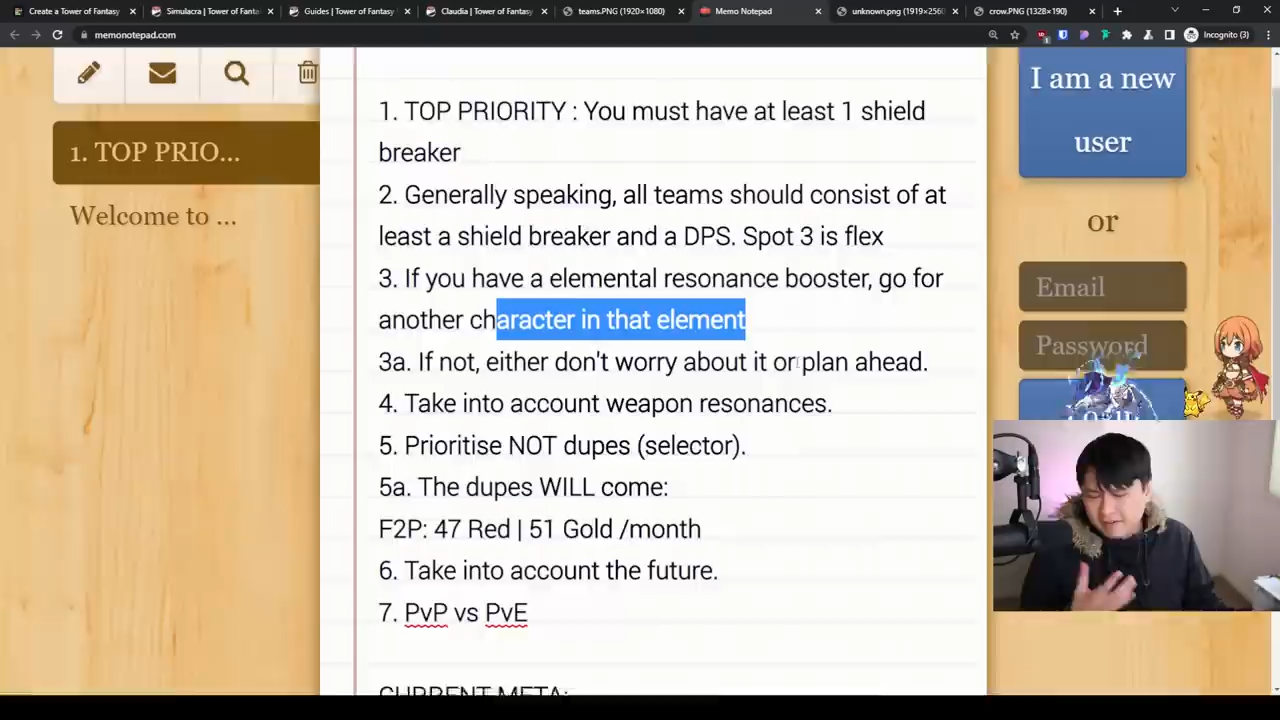 Create a Tower of Fantasy
Simulacra | Tower of Fant
Guides | Tower of Fantasy
Claudia | Tower of Fantas
teams.PNG (1920×1080)
Memo Notepad
unknown.png (1919×256
crow.PNG (1328×190)
memonotepad.com
Incognito (3)
1. TOP PRIO...
Welcome to ...
1. TOP PRIORITY : You must have at least 1 shield
breaker
2. Generally speaking, all teams should consist of at
least a shield breaker and a DPS. Spot 3 is flex
3. If you have a elemental resonance booster, go for
another character in that element
3a. If not, either don't worry about it or plan ahead.
4. Take into account weapon resonances.
5. Prioritise NOT dupes (selector).
5a. The dupes WILL come:
F2P: 47 Red | 51 Gold /month
6. Take into account the future.
7. PvP vs PvE
CURRENT META:
I am a new
user
or
Email
Password